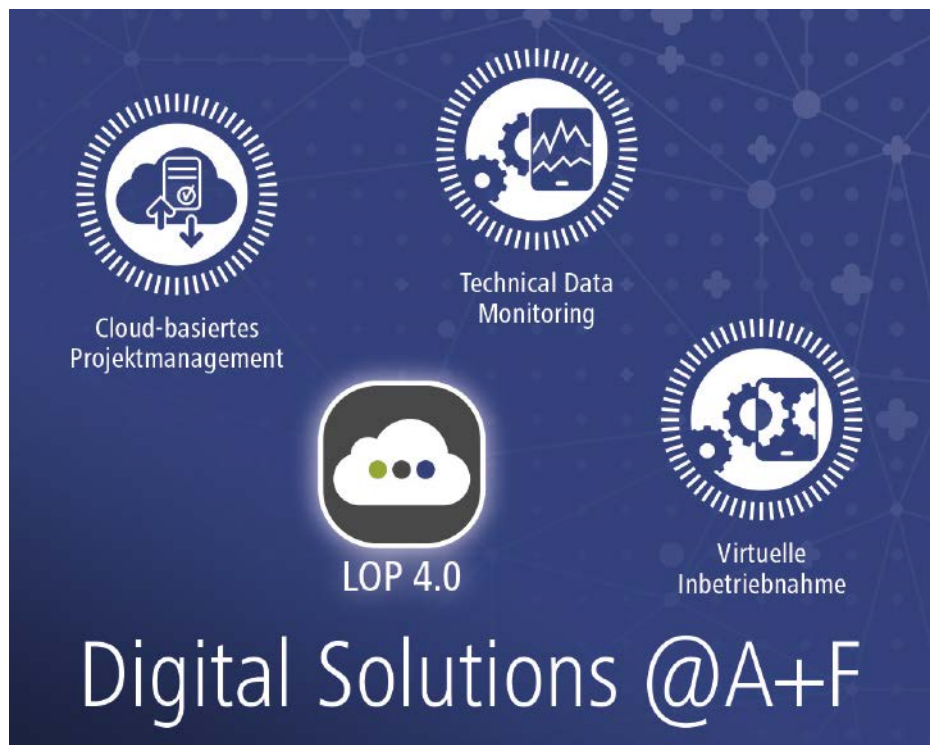 Cloud-basiertes
Projektmanagement
Technical Data
Monitoring
Virtuelle
Inbetriebnahme
LOP 4.0
Digital Solutions @A+F